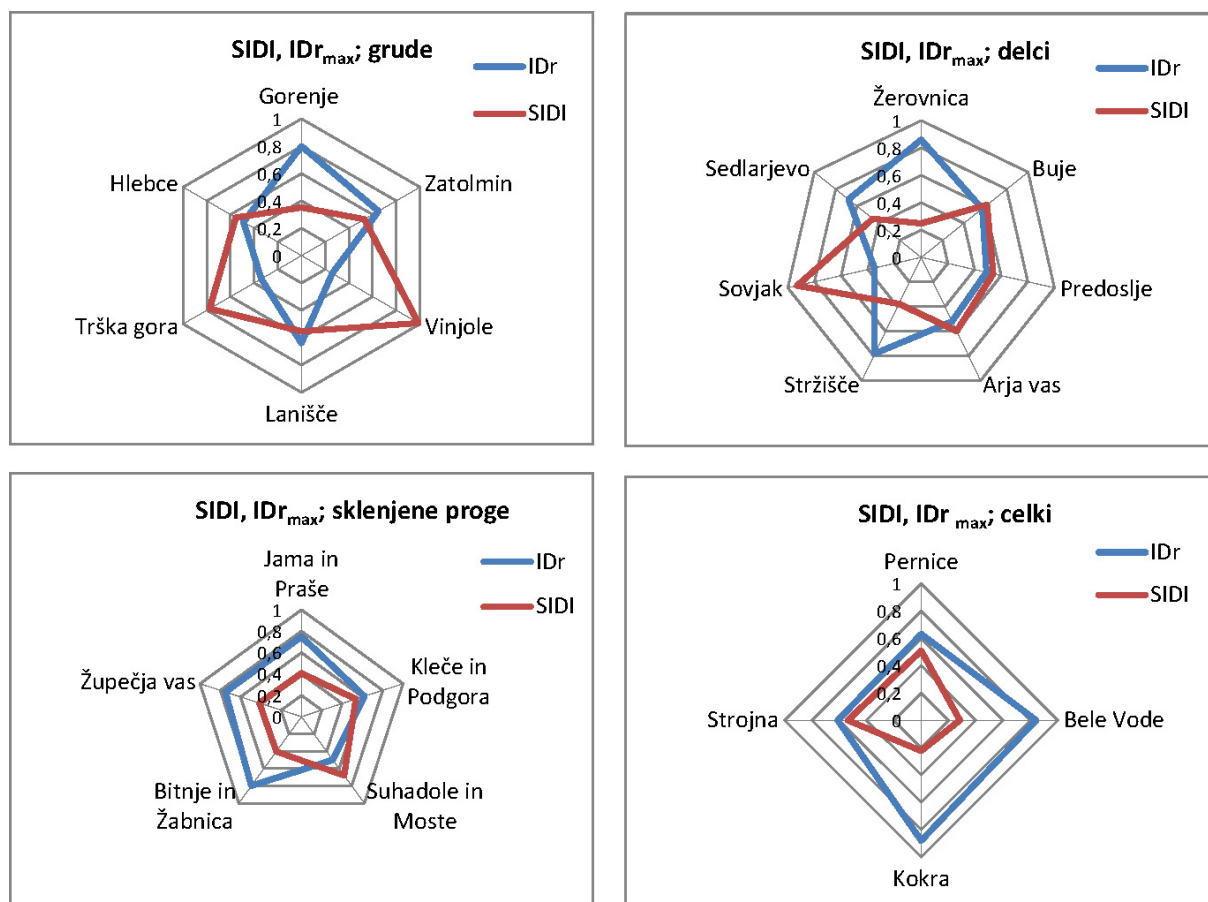 SIDI, IDrmax; grude
IDr
SIDI
Gorenje
Zatolmin
Vinjole
Lanišče
Trška gora
Hlebce
1
0,8
0,6
0,4
0,2
0
SIDI, IDrmax; delci
IDr
SIDI
Žerovnica
Buje
Predoslje
Arja vas
Stržišče
Sovjak
Sedlarjevo
1
0,8
0,6
0,4
0,2
0
SIDI, IDrmax; sklenjene proge
IDr
SIDI
Jama in
Praše
Kleče in
Podgora
Suhadole in
Moste
Bitnje in
Žabnica
Župečja vas
1
0,8
0,6
0,4
0,2
0
SIDI, IDr max; celki
IDr
SIDI
Pernice
Bele Vode
Kokra
Strojna
1
0,8
0,6
0,4
0,2
0